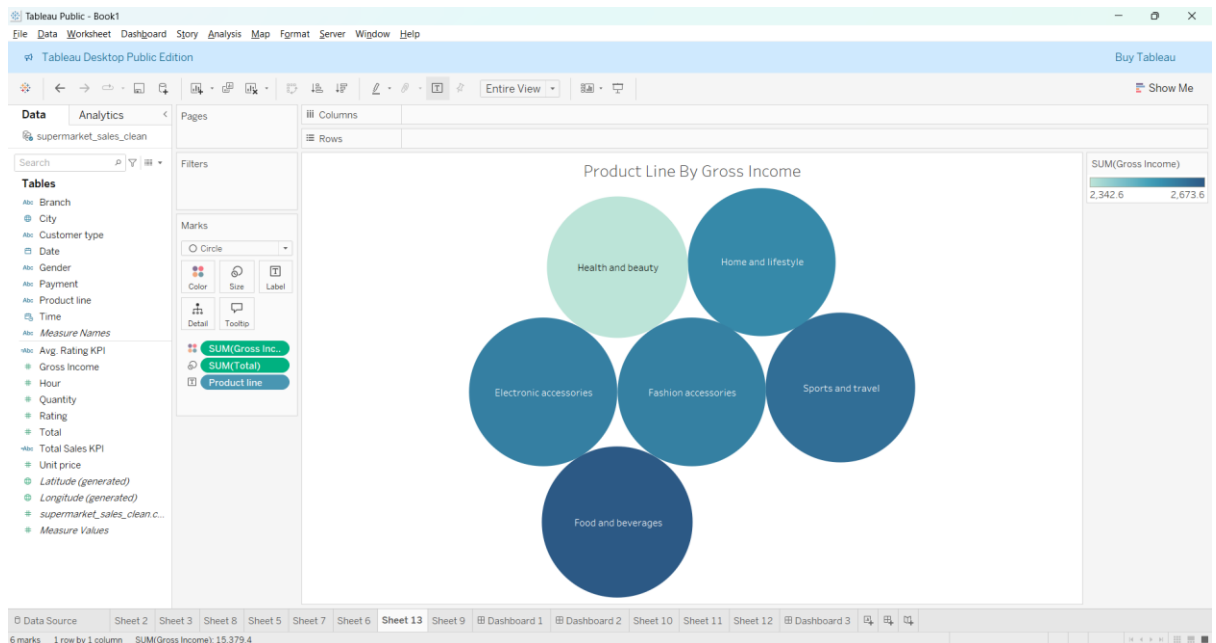 Tableau Public - Book1
File Data Worksheet Dashboard Story Analysis Map Format Server Window Help
Tableau Desktop Public Edition
Buy Tableau
Entire View
Show Me
Data
Analytics
Pages
Columns
supermarket_sales_clean
Rows
Search
Filters
Product Line By Gross Income
SUM(Gross Income)
2,342.6 2,673.6
Tables
Abc Branch
City
Abc Customer type
Date
Abc Gender
Abc Payment
Abc Product line
Time
Abc Measure Names
Abc Avg. Rating KPI
# Gross Income
# Hour
# Quantity
# Rating
# Total
Abc Total Sales KPI
# Unit price
Latitude (generated)
Longitude (generated)
# supermarket_sales_clean.c...
# Measure Values
Marks
Circle
Color Size Label
Detail Tooltip
SUM(Gross Inc..
SUM(Total)
Product line
Health and beauty
Home and lifestyle
Electronic accessories
Fashion accessories
Sports and travel
Food and beverages
Data Source Sheet 2 Sheet 3 Sheet 8 Sheet 5 Sheet 7 Sheet 6 Sheet 13 Sheet 9 Dashboard 1 Dashboard 2 Sheet 10 Sheet 11 Sheet 12 Dashboard 3
6 marks 1 row by 1 column SUM(Gross Income): 15,379.4